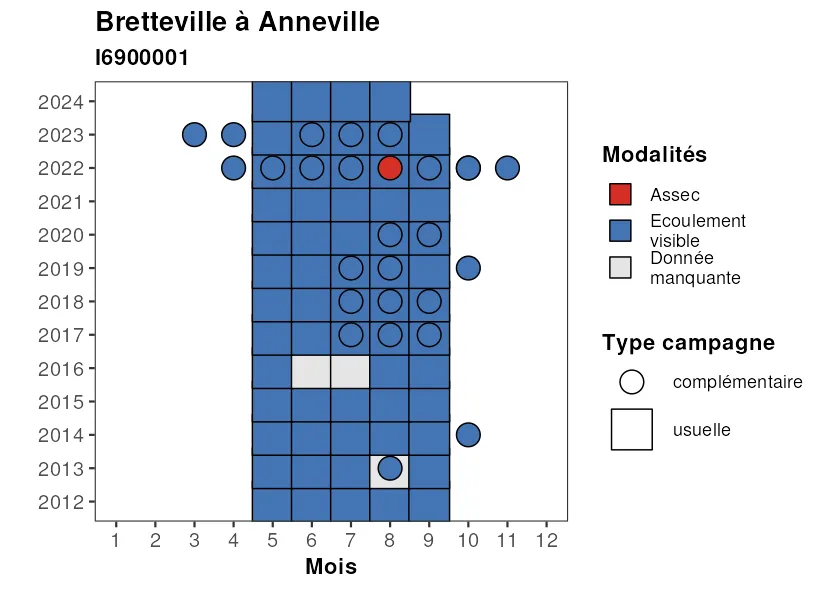 Bretteville à Anneville
I6900001
2024
2023
2022
2021
2020
2019
2018
2017
2016
2015
2014
2013
2012
1 2 3 4 5 6 7 8 9 10 11 12
Mois
Modalités
Assec
Ecoulement
visible
Donnée
manquante
Type campagne
complémentaire
usuelle